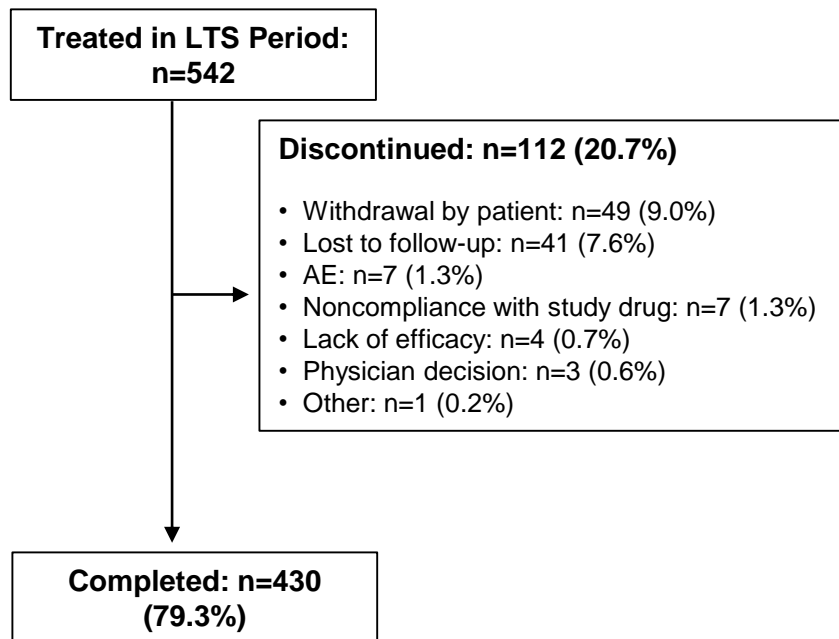 Treated in LTS Period:
n=542
Discontinued: n=112 (20.7%)
• Withdrawal by patient: n=49 (9.0%)
• Lost to follow-up: n=41 (7.6%)
• AE: n=7 (1.3%)
• Noncompliance with study drug: n=7 (1.3%)
• Lack of efficacy: n=4 (0.7%)
• Physician decision: n=3 (0.6%)
• Other: n=1 (0.2%)
Completed: n=430
(79.3%)